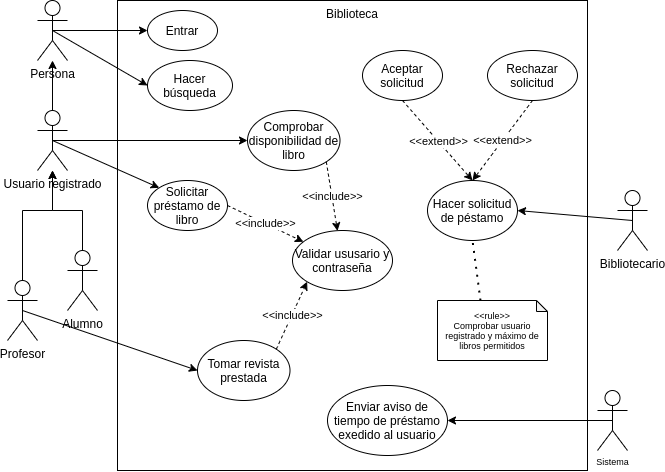 Biblioteca
Persona
Entrar
Hacer
búsqueda
Aceptar
solicitud
Rechazar
solicitud
Usuario registrado
Comprobar
disponibilidad de
libro
<<extend>>
<<extend>>
Solicitar
préstamo de
libro
<<include>>
<<include>>
Hacer solicitud
de péstamo
Bibliotecario
Validar ususario y
contraseña
Alumno
Profesor
<<include>>
<<rule>>
Comprobar usuario
registrado y máximo de
libros permitidos
Tomar revista
prestada
Enviar aviso de
tiempo de préstamo
exedido al usuario
Sistema